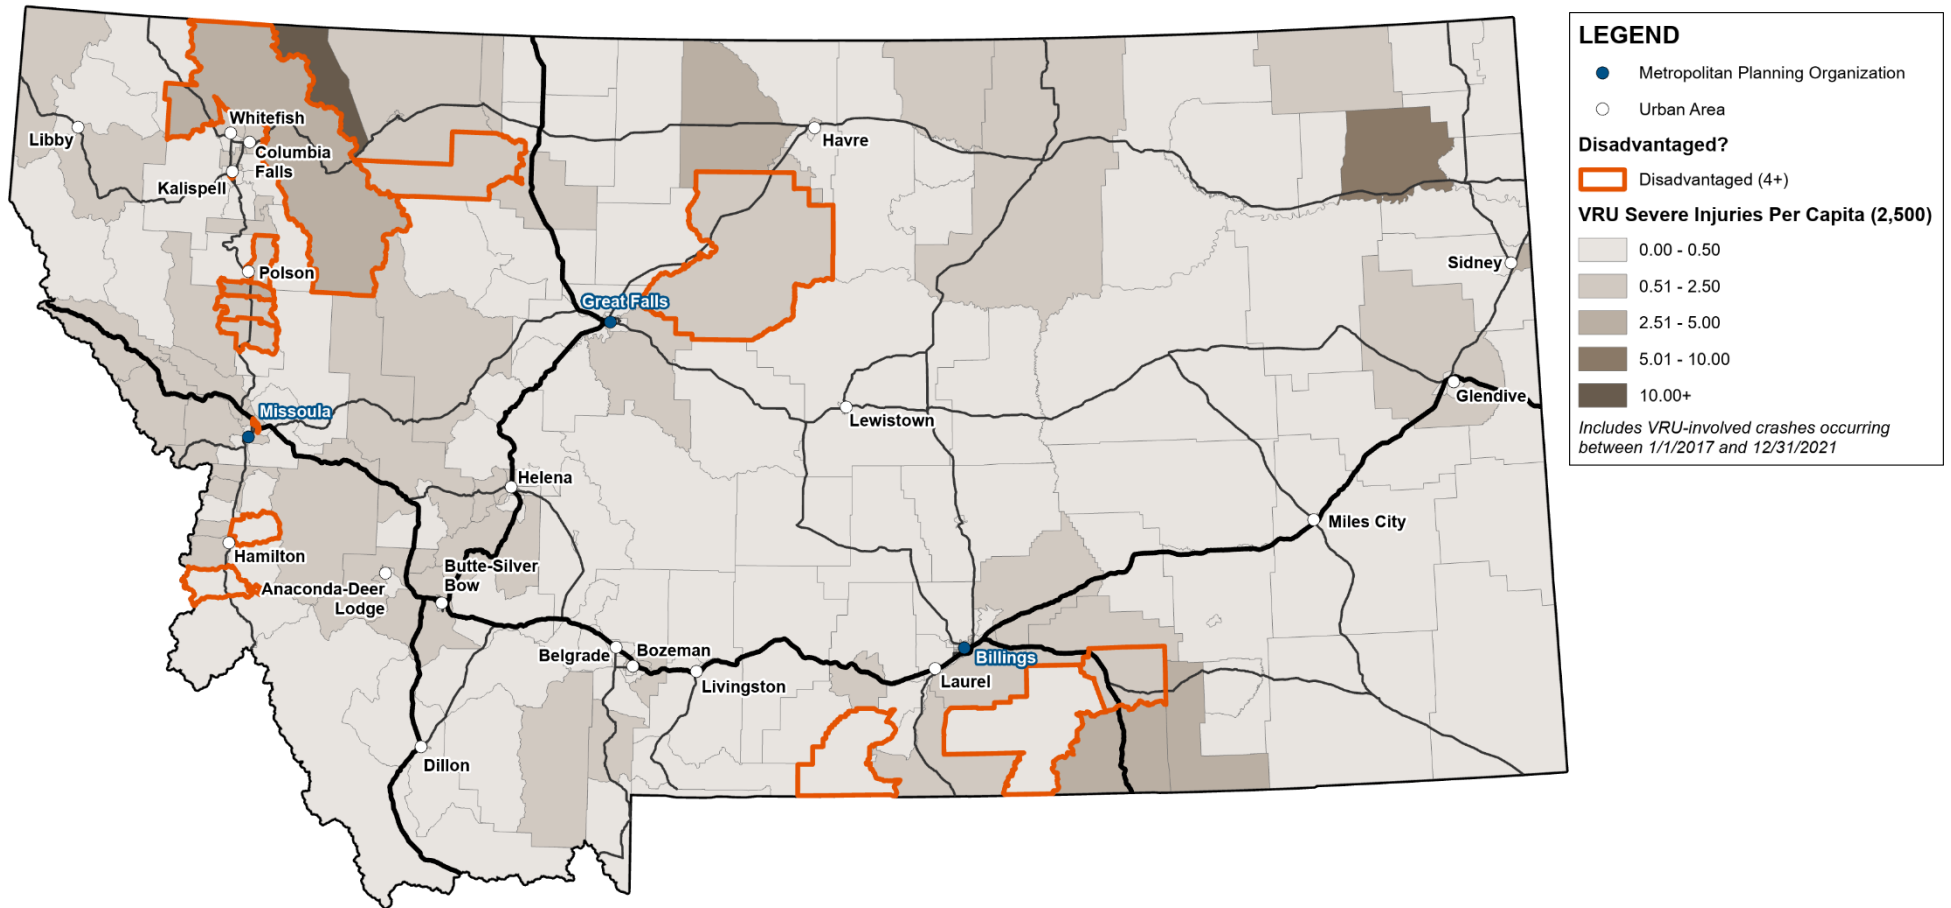 LEGEND
Metropolitan Planning Organization
Urban Area
Disadvantaged?
Disadvantaged (4+)
VRU Severe Injuries Per Capita (2,500)
0.00 - 0.50
0.51 - 2.50
2.51 - 5.00
5.01 - 10.00
10.00+
Includes VRU-involved crashes occurring
between 1/1/2017 and 12/31/2021
Whitefish
Libby
Columbia
Falls
Kalispell
Havre
Polson
Sidney
Great Falls
Glendive
Missoula
Lewistown
Helena
Miles City
Hamilton
Butte-Silver
Bow
Anaconda-Deer
Lodge
Belgrade
Bozeman
Billings
Laurel
Livingston
Dillon